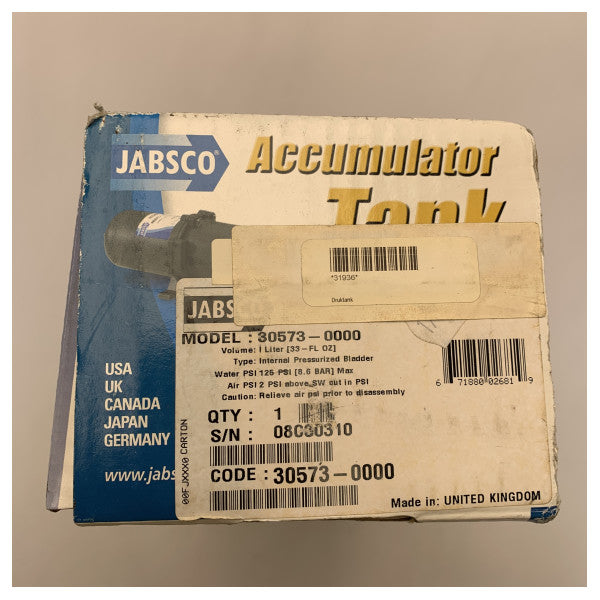 JABSCO®
Accumulator
Tank
*31936*
Druktank
JABSCO
MODEL : 30573-0000
Volume: 1 Liter [33-FL OZ]
Type: Internal Pressurized Bladder
Water PSI 125 PSI [8.6 BAR] Max
Air PSI 2 PSI above SW cut in PSI
Caution: Relieve air psi prior to disassembly
6 71880 02681 9
QTY : 1
S/N : 08C00310
CODE : 30573-0000
Made in: UNITED KINGDOM
USA
UK
CANADA
JAPAN
GERMANY
www.jabs